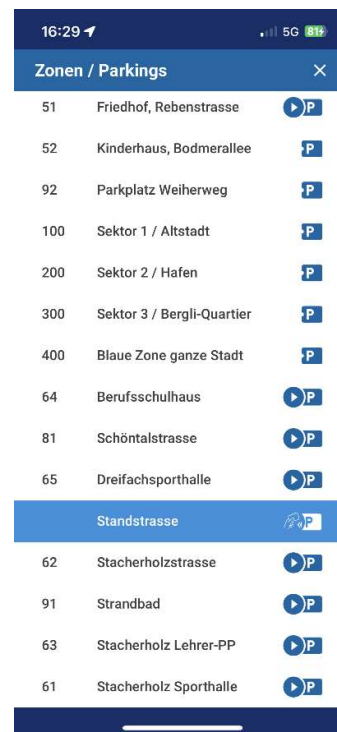 16:29 5G 81
Zonen / Parkings
51 Friedhof, Rebenstrasse P
52 Kinderhaus, Bodmerallee P
92 Parkplatz Weiherweg P
100 Sektor 1 / Altstadt P
200 Sektor 2 / Hafen P
300 Sektor 3 / Bergli-Quartier P
400 Blaue Zone ganze Stadt P
64 Berufsschulhaus P
81 Schöntalstrasse P
65 Dreifachsporthalle P
Standstrasse P
62 Stacherholzstrasse P
91 Strandbad P
63 Stacherholz Lehrer-PP P
61 Stacherholz Sporthalle P